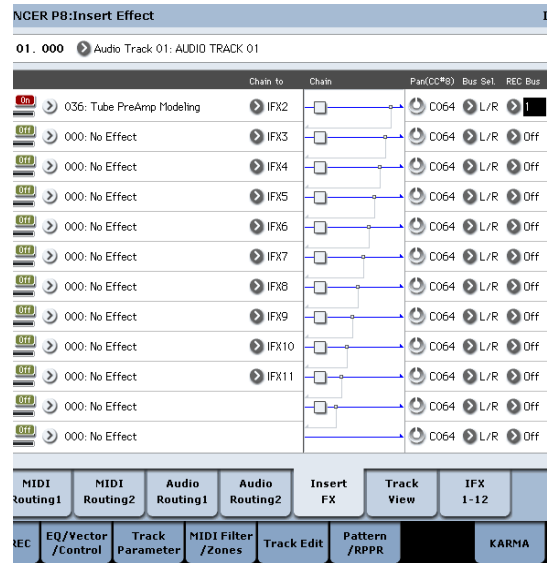 NCER P8:Insert Effect I
01. 000 Audio Track 01: AUDIO TRACK 01
Chain to Chain Pan(CC#8) Bus Sel. REC Bus
On 036: Tube PreAmp Modeling IFX2 C064 L/R 1
Off 000: No Effect IFX3 C064 L/R Off
Off 000: No Effect IFX4 C064 L/R Off
Off 000: No Effect IFX5 C064 L/R Off
Off 000: No Effect IFX6 C064 L/R Off
Off 000: No Effect IFX7 C064 L/R Off
Off 000: No Effect IFX8 C064 L/R Off
Off 000: No Effect IFX9 C064 L/R Off
Off 000: No Effect IFX10 C064 L/R Off
Off 000: No Effect IFX11 C064 L/R Off
Off 000: No Effect C064 L/R Off
Off 000: No Effect C064 L/R Off
MIDI MIDI Audio Audio Insert Track IFX
Routing1 Routing2 Routing1 Routing2 FX View 1-12
REC EQ/Vector Track MIDI Filter Track Edit Pattern KARMA
/Control Parameter /Zones /RPPR